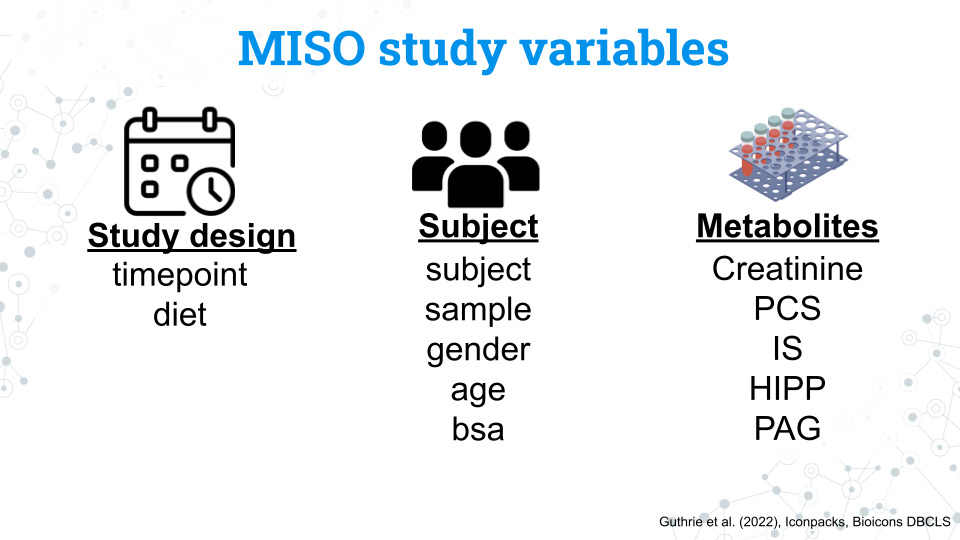 MISO study variables
Study design
timepoint
diet
Subject
subject
sample
gender
age
bsa
Metabolites
Creatinine
PCS
IS
HIPP
PAG
Guthrie et al. (2022), Iconpacks, Bioicons DBCLS